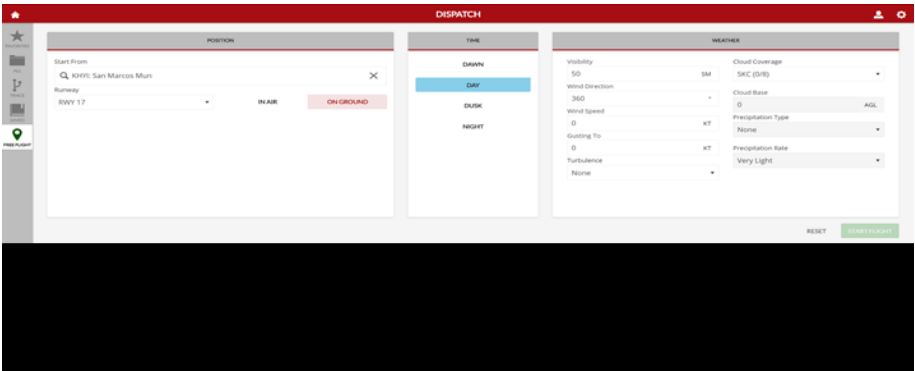 DISPATCH
FAVORITES
ALL
TRACK
SAVED
FREE FLIGHT
POSITION
Start From
KHYI: San Marcos Mun
Runway
RWY 17
IN AIR
ON GROUND
TIME
DAWN
DAY
DUSK
NIGHT
WEATHER
Visibility
50 SM
Wind Direction
360 °
Wind Speed
0 KT
Gusting To
0 KT
Turbulence
None
Cloud Coverage
SKC (0/8)
Cloud Base
0 AGL
Precipitation Type
None
Precipitation Rate
Very Light
RESET
START FLIGHT